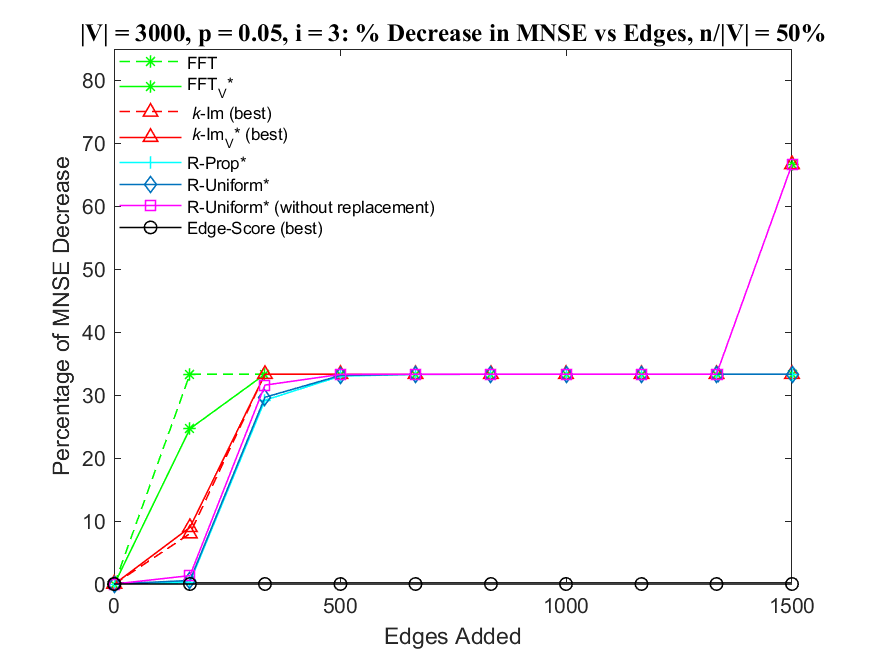 |V| = 3000, p = 0.05, i = 3: % Decrease in MNSE vs Edges, n/|V| = 50%
Percentage of MNSE Decrease
80
70
60
50
40
30
20
10
0
FFT
FFT_V*
k-Im (best)
k-Im_V* (best)
R-Prop*
R-Uniform*
R-Uniform* (without replacement)
Edge-Score (best)
0 500 1000 1500
Edges Added